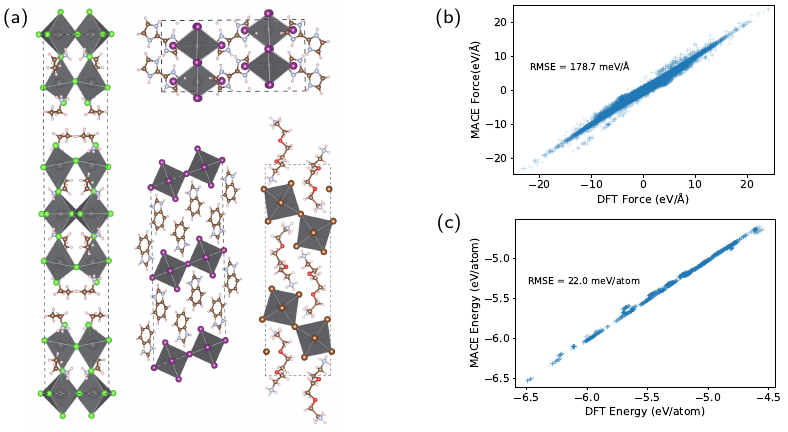 (a)
(b)
MACE Force(eV/Å)
20
10
0
−10
−20
RMSE = 178.7 meV/Å
−20 −10 0 10 20
DFT Force (eV/Å)
(c)
MACE Energy (eV/atom)
−5.0
−5.5
−6.0
−6.5
RMSE = 22.0 meV/atom
−6.5 −6.0 −5.5 −5.0 −4.5
DFT Energy (eV/atom)